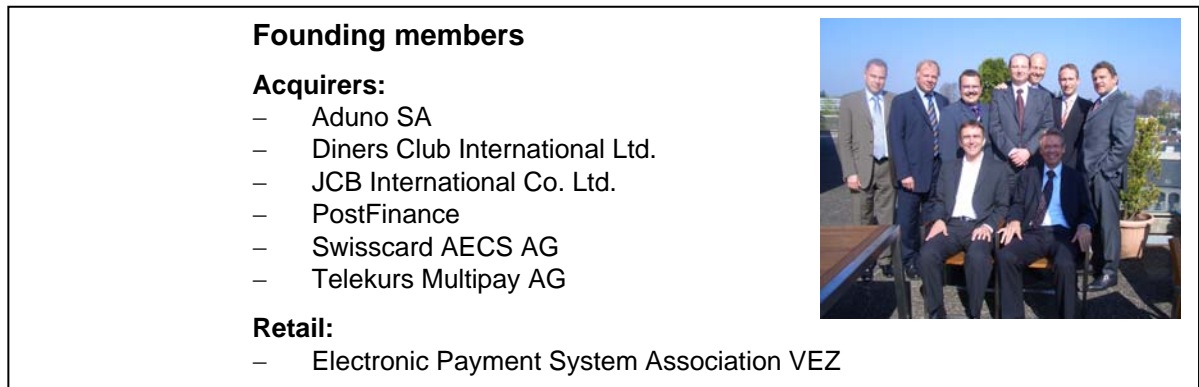 Founding members
Acquirers:
– Aduno SA
– Diners Club International Ltd.
– JCB International Co. Ltd.
– PostFinance
– Swisscard AECS AG
– Telekurs Multipay AG
Retail:
– Electronic Payment System Association VEZ